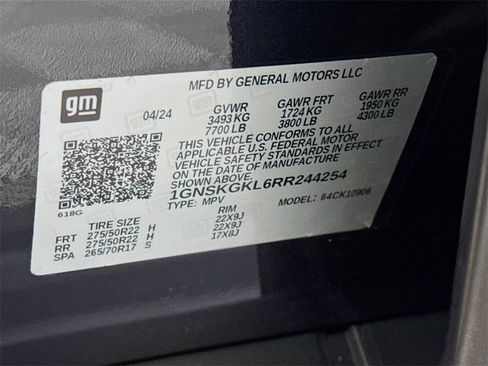 gm
MFD BY GENERAL MOTORS LLC
04/24 GVWR GAWR FRT GAWR RR
3493 KG 1724 KG 1950 KG
7700 LB 3800 LB 4300 LB
THIS VEHICLE CONFORMS TO ALL
APPLICABLE U.S. FEDERAL MOTOR
VEHICLE SAFETY STANDARDS IN EFFECT
ON THE DATE OF MANUFACTURE
1GNSKGKL6RR244254
618G TYPE: MPV MODEL: 64CK10906
TIRE SIZE RIM
FRT 275/50R22 H 22X9J
RR 275/50R22 H 22X9J
SPA 265/70R17 S 17X8J